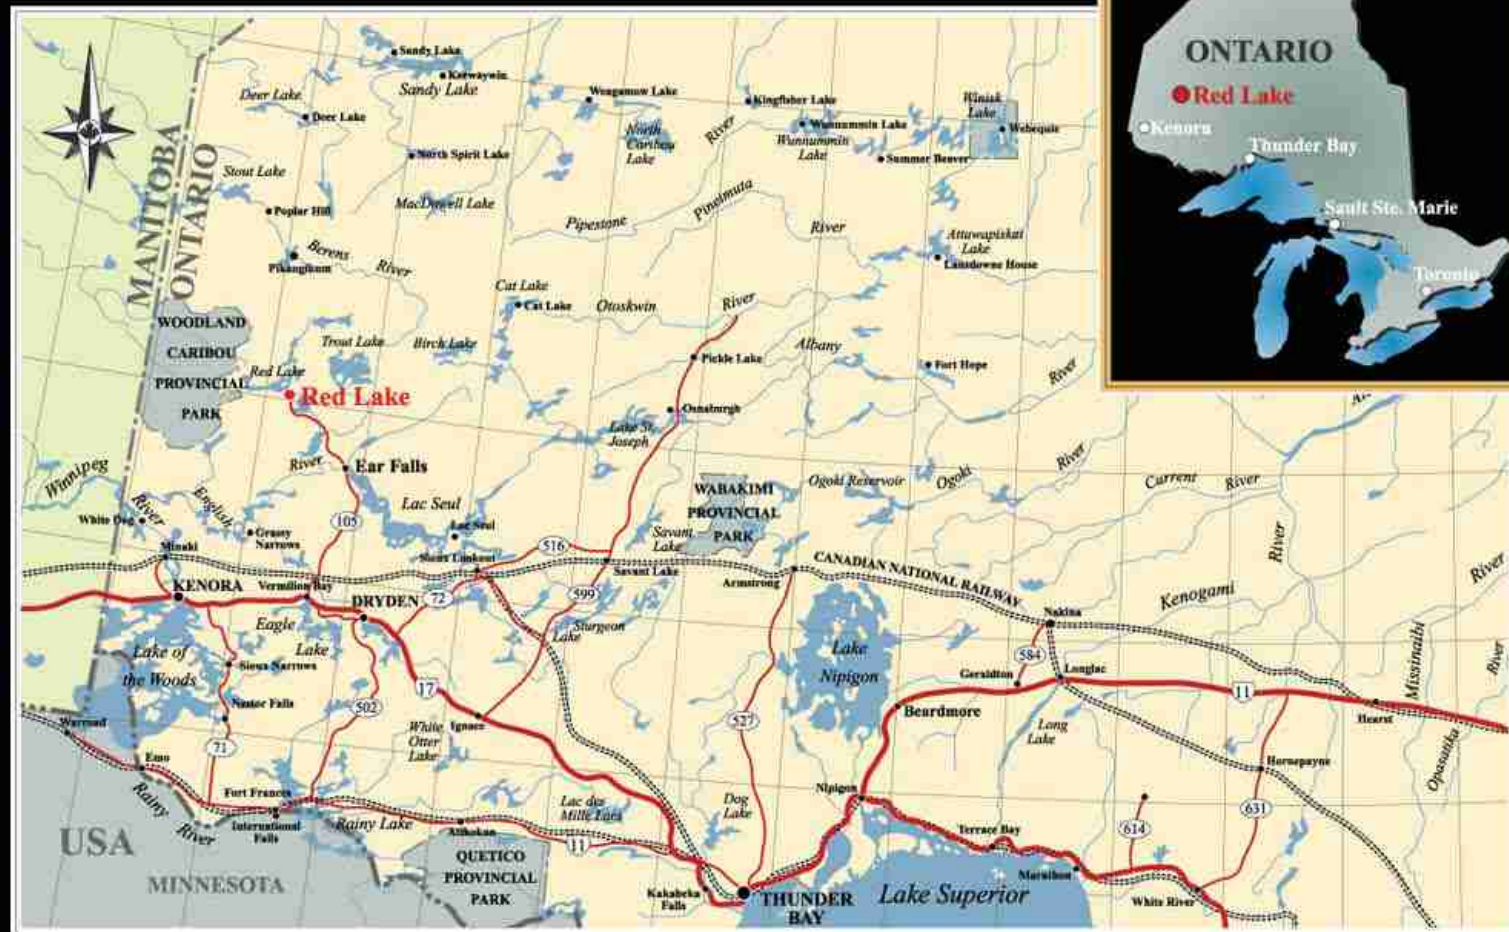 ONTARIO
Red Lake
Kenora
Thunder Bay
Sault Ste. Marie
Toronto
MANITOBA
ONTARIO
Sandy Lake
Keewaywin
Sandy Lake
Deer Lake
Deer Lake
Weagamow Lake
North
Caribou
Lake
River
Kingfisher Lake
Wunnummin Lake
Wunnummin
Lake
Winisk
Lake
Webequie
Summer Beaver
North Spirit Lake
Stout Lake
MacDowell Lake
Poplar Hill
Pikangikum
Berens
River
Pipestone
Pineimuta
River
Attawapiskat
Lake
Lansdowne House
Cat Lake
Cat Lake
Otoskwin
River
WOODLAND
CARIBOU
PROVINCIAL
PARK
Trout Lake
Birch Lake
Red Lake
Red Lake
Pickle Lake
Albany
Fort Hope
River
Osnaburgh
Lake St.
Joseph
River
Ear Falls
Winnipeg
River
English
White Dog
Grassy
Narrows
Lac Seul
Lac Seul
105
WABAKIMI
PROVINCIAL
PARK
Ogoki Reservoir
Ogoki
River
Current
River
River
River
Savant
Lake
Minaki
Sioux Lookout
516
Savant Lake
Armstrong
CANADIAN NATIONAL RAILWAY
KENORA
Vermilion Bay
DRYDEN
72
599
Nakina
Kenogami
Eagle
Lake
Sturgeon
Lake
Lake of
the Woods
Sioux Narrows
Lake
Nipigon
584
Geraldton
Longlac
Missinaibi
River
17
502
Nestor Falls
Ignace
White
Otter
Lake
527
Beardmore
Long
Lake
11
Hearst
Warroad
71
Emo
Opasatika
Hornepayne
Rainy
River
Fort Frances
International
Falls
Rainy Lake
Atikokan
Lac des
Mille Lacs
Dog
Lake
Nipigon
11
Terrace Bay
614
631
USA
MINNESOTA
QUETICO
PROVINCIAL
PARK
Kakabeka
Falls
THUNDER
BAY
Lake Superior
Marathon
White River